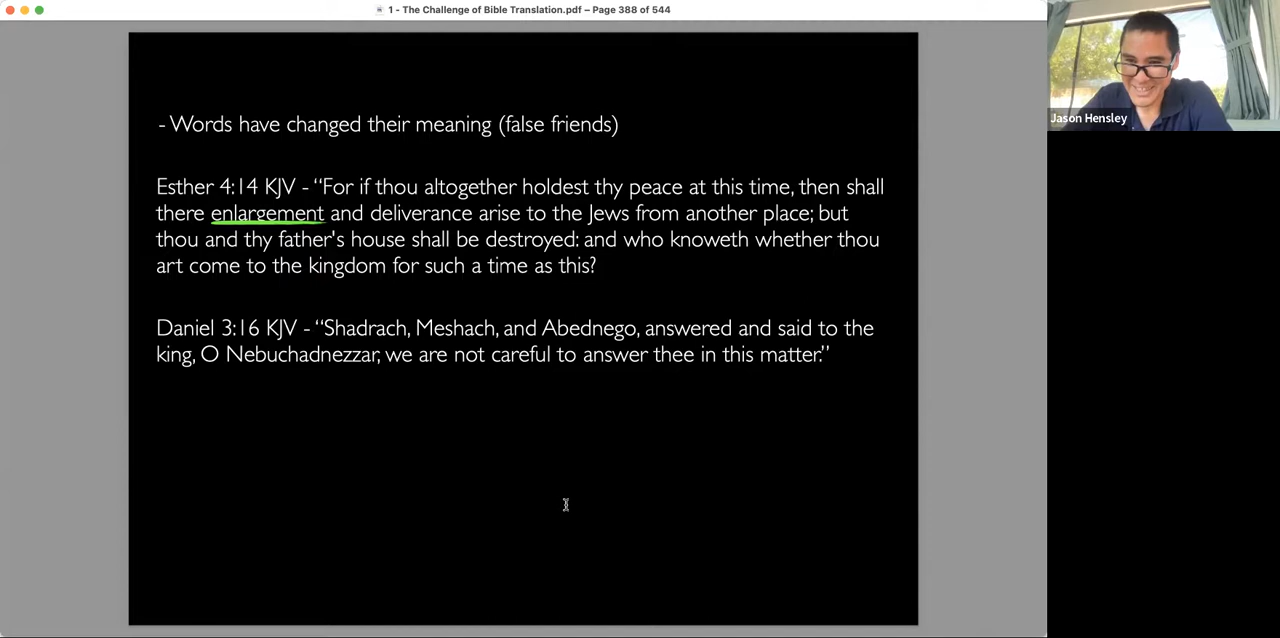 1 - The Challenge of Bible Translation.pdf – Page 388 of 544
Jason Hensley
- Words have changed their meaning (false friends)
Esther 4:14 KJV - “For if thou altogether holdest thy peace at this time, then shall
there enlargement and deliverance arise to the Jews from another place; but
thou and thy father's house shall be destroyed: and who knoweth whether thou
art come to the kingdom for such a time as this?
Daniel 3:16 KJV - “Shadrach, Meshach, and Abednego, answered and said to the
king, O Nebuchadnezzar, we are not careful to answer thee in this matter.”